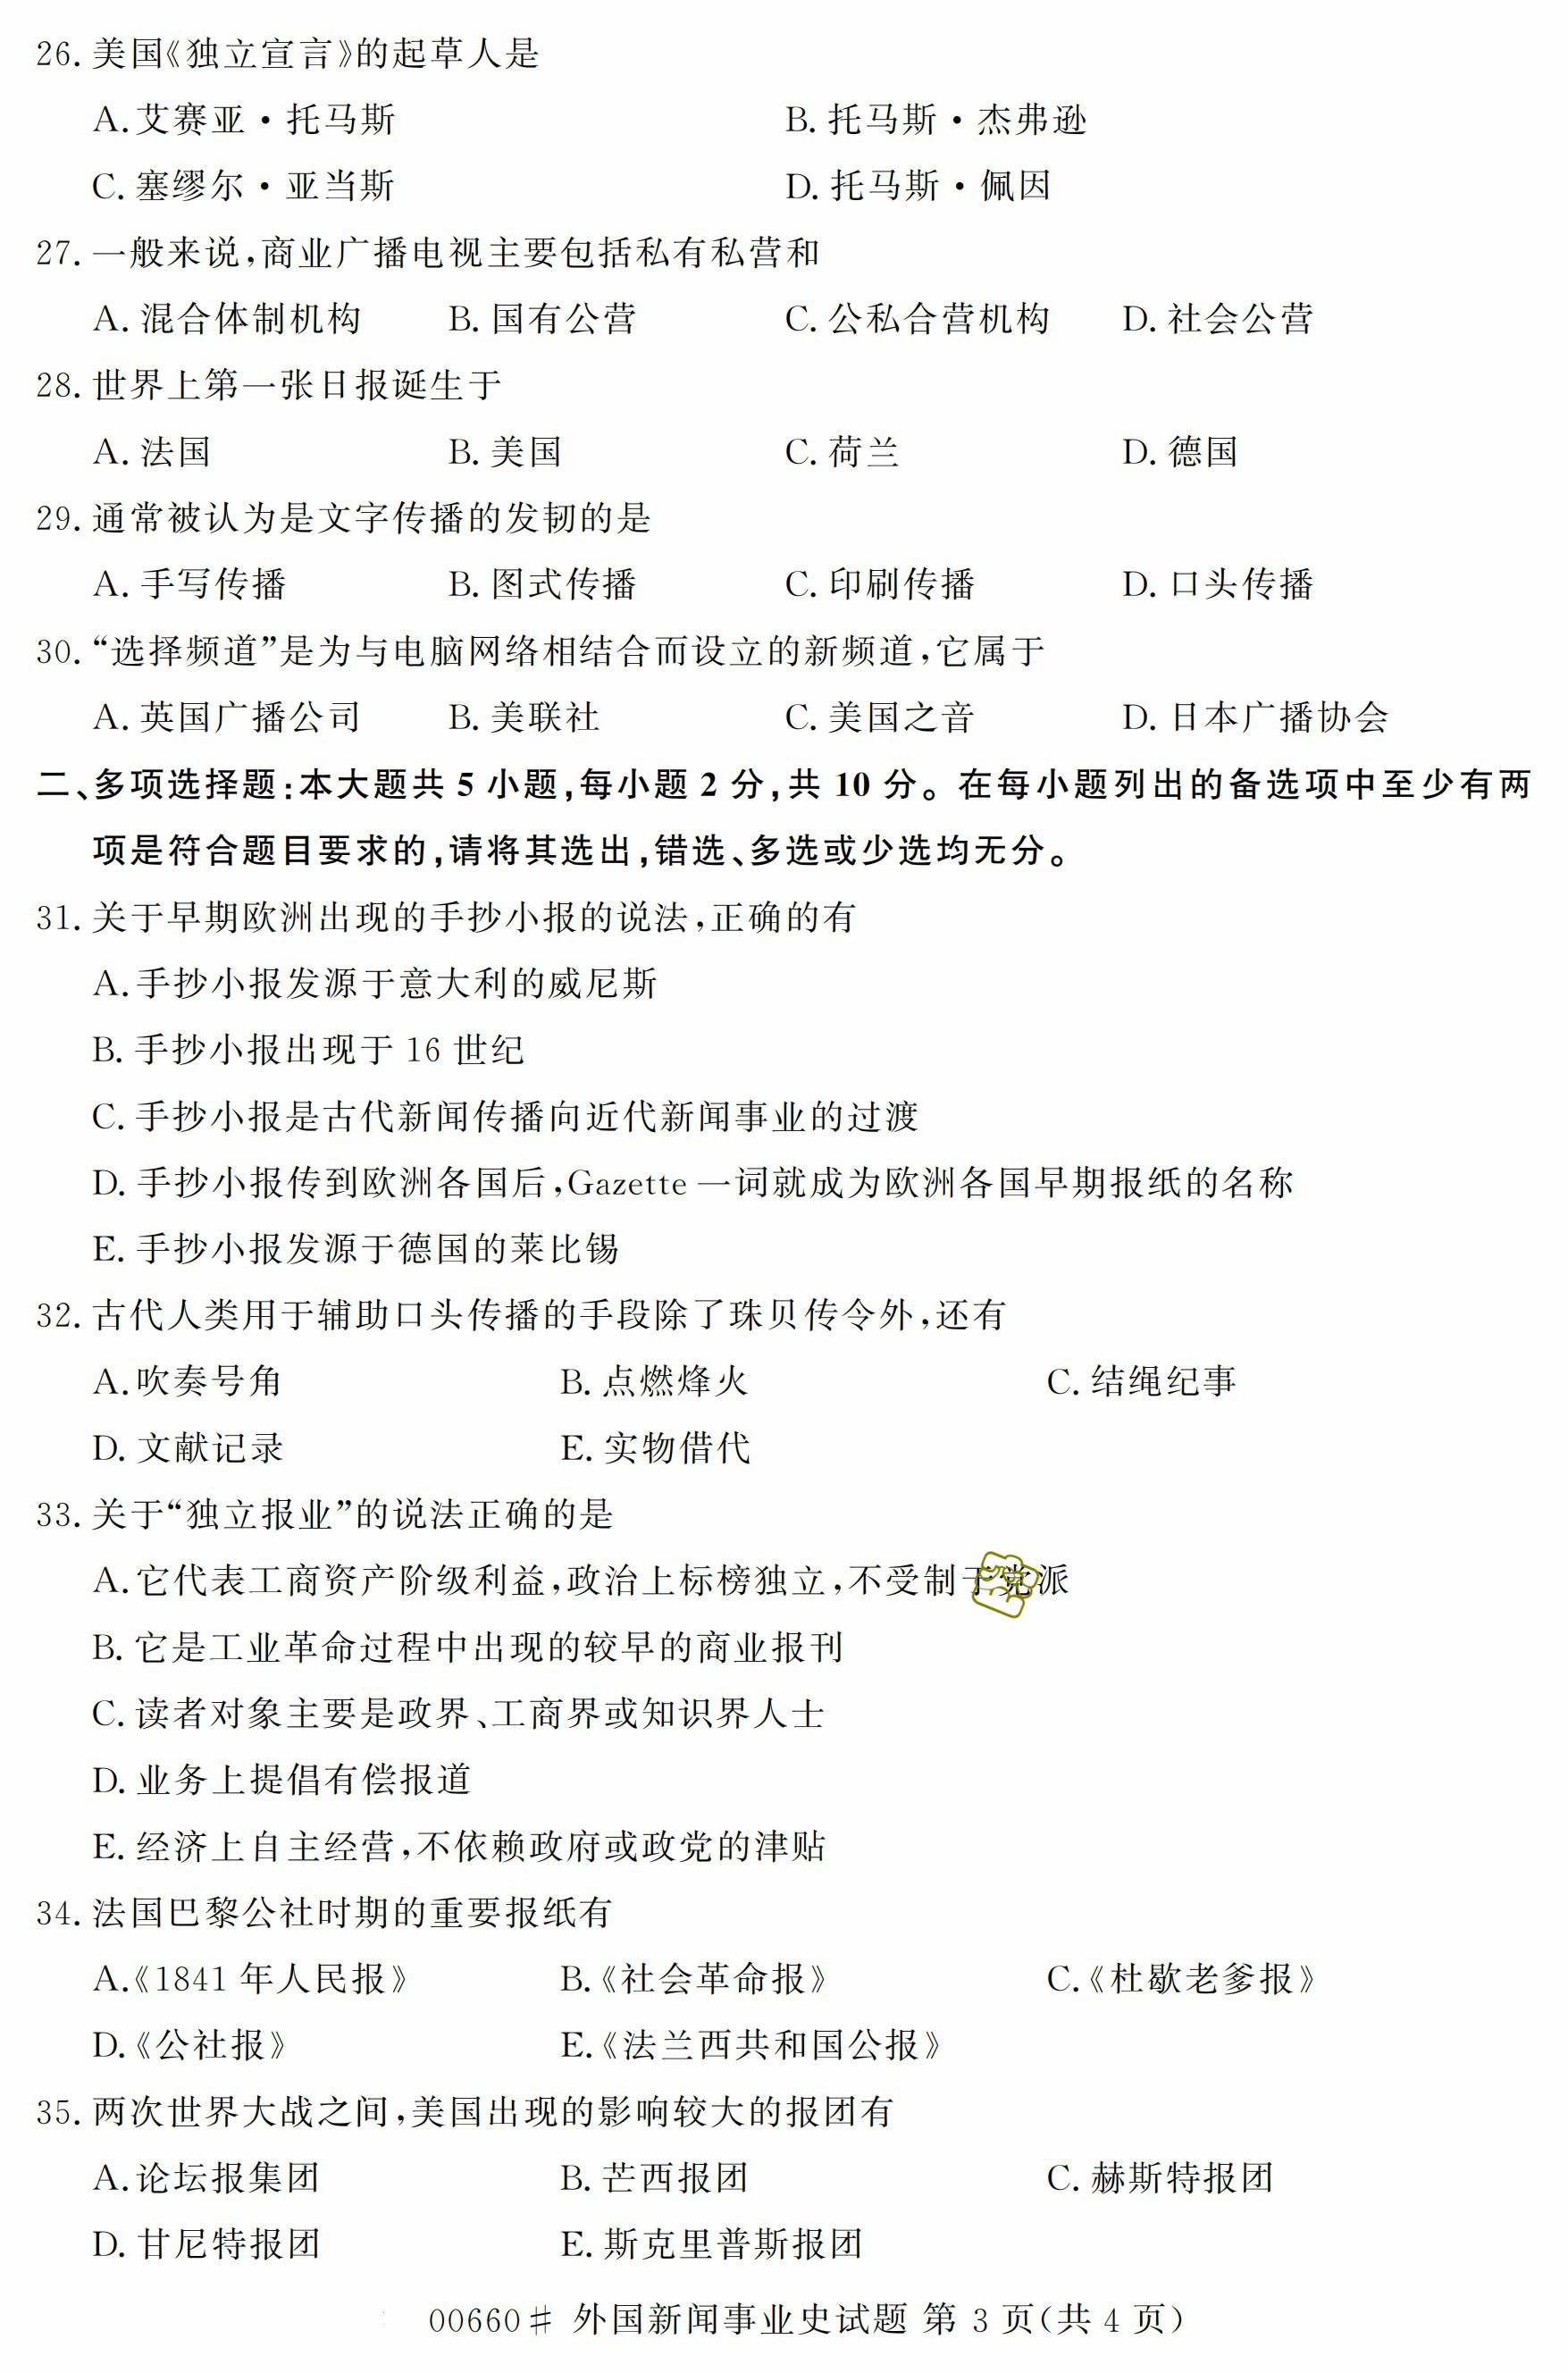 26. 美国《独立宣言》的起草人是
A. 艾赛亚·托马斯 B. 托马斯·杰弗逊
C. 塞缪尔·亚当斯 D. 托马斯·佩因
27. 一般来说,商业广播电视主要包括私有私营和
A. 混合体制机构 B. 国有公营 C. 公私合营机构 D. 社会公营
28. 世界上第一张日报诞生于
A. 法国 B. 美国 C. 荷兰 D. 德国
29. 通常被认为是文字传播的发轫的是
A. 手写传播 B. 图式传播 C. 印刷传播 D. 口头传播
30. “选择频道”是为与电脑网络相结合而设立的新频道,它属于
A. 英国广播公司 B. 美联社 C. 美国之音 D. 日本广播协会
二、多项选择题:本大题共 5 小题,每小题 2 分,共 10 分。在每小题列出的备选项中至少有两
项是符合题目要求的,请将其选出,错选、多选或少选均无分。
31. 关于早期欧洲出现的手抄小报的说法,正确的有
A. 手抄小报发源于意大利的威尼斯
B. 手抄小报出现于 16 世纪
C. 手抄小报是古代新闻传播向近代新闻事业的过渡
D. 手抄小报传到欧洲各国后,Gazette 一词就成为欧洲各国早期报纸的名称
E. 手抄小报发源于德国的莱比锡
32. 古代人类用于辅助口头传播的手段除了珠贝传令外,还有
A. 吹奏号角 B. 点燃烽火 C. 结绳纪事
D. 文献记录 E. 实物借代
33. 关于“独立报业”的说法正确的是
A. 它代表工商资产阶级利益,政治上标榜独立,不受制于党派
B. 它是工业革命过程中出现的较早的商业报刊
C. 读者对象主要是政界、工商界或知识界人士
D. 业务上提倡有偿报道
E. 经济上自主经营,不依赖政府或政党的津贴
34. 法国巴黎公社时期的重要报纸有
A.《1841 年人民报》 B.《社会革命报》 C.《杜歇老爹报》
D.《公社报》 E.《法兰西共和国公报》
35. 两次世界大战之间,美国出现的影响较大的报团有
A. 论坛报集团 B. 芒西报团 C. 赫斯特报团
D. 甘尼特报团 E. 斯克里普斯报团
00660# 外国新闻事业史试题 第 3 页(共 4 页)